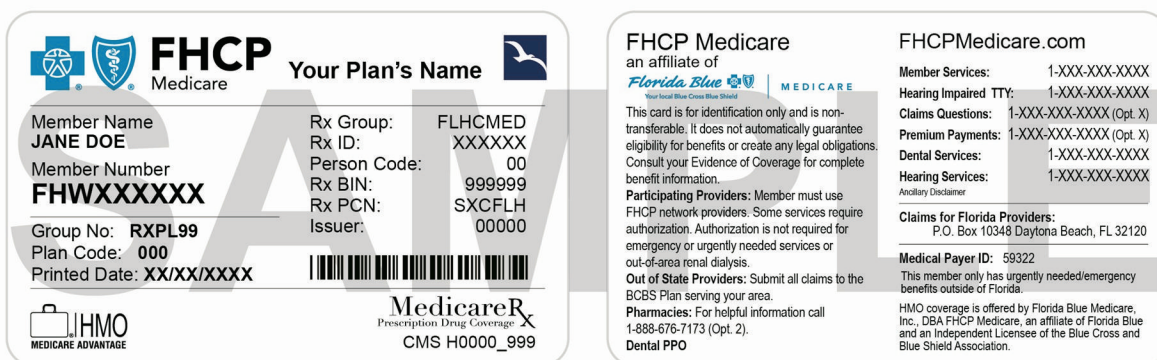 FHCP
Medicare
Your Plan's Name
Member Name
JANE DOE
Member Number
FHWXXXXXX
Group No: RXPL99
Plan Code: 000
Printed Date: XX/XX/XXXX
Rx Group: FLHCMED
Rx ID: XXXXXX
Person Code: 00
Rx BIN: 999999
Rx PCN: SXCFLH
Issuer: 00000
HMO
MEDICARE ADVANTAGE
MedicareRx
Prescription Drug Coverage
CMS H0000_999
SAMPLE
FHCP Medicare
an affiliate of
Florida Blue | MEDICARE
Your local Blue Cross Blue Shield
This card is for identification only and is non-
transferable. It does not automatically guarantee
eligibility for benefits or create any legal obligations.
Consult your Evidence of Coverage for complete
benefit information.
Participating Providers: Member must use
FHCP network providers. Some services require
authorization. Authorization is not required for
emergency or urgently needed services or
out-of-area renal dialysis.
Out of State Providers: Submit all claims to the
BCBS Plan serving your area.
Pharmacies: For helpful information call
1-888-676-7173 (Opt. 2).
Dental PPO
FHCPMedicare.com
Member Services: 1-XXX-XXX-XXXX
Hearing Impaired TTY: 1-XXX-XXX-XXXX
Claims Questions: 1-XXX-XXX-XXXX (Opt. X)
Premium Payments: 1-XXX-XXX-XXXX (Opt. X)
Dental Services: 1-XXX-XXX-XXXX
Hearing Services: 1-XXX-XXX-XXXX
Ancillary Disclaimer
Claims for Florida Providers:
P.O. Box 10348 Daytona Beach, FL 32120
Medical Payer ID: 59322
This member only has urgently needed/emergency
benefits outside of Florida.
HMO coverage is offered by Florida Blue Medicare,
Inc., DBA FHCP Medicare, an affiliate of Florida Blue
and an Independent Licensee of the Blue Cross and
Blue Shield Association.